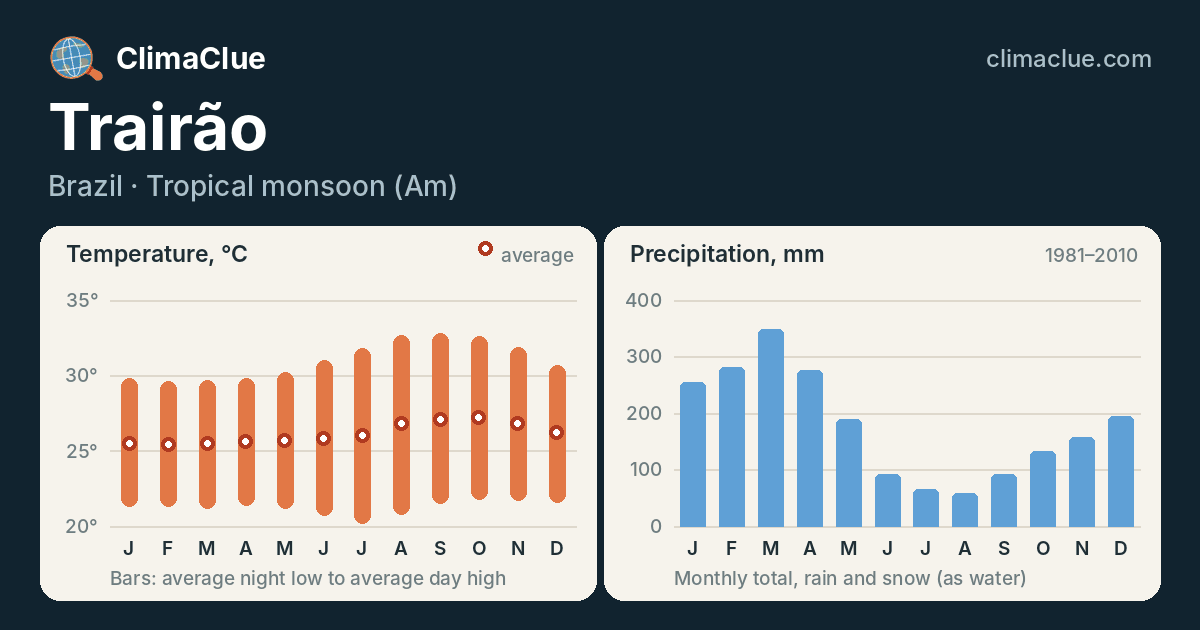 ClimaClue
climaclue.com
Trairão
Brazil · Tropical monsoon (Am)
Temperature, °C
average
35°
30°
25°
20°
J F M A M J J A S O N D
Bars: average night low to average day high
Precipitation, mm
1981–2010
400
300
200
100
0
J F M A M J J A S O N D
Monthly total, rain and snow (as water)